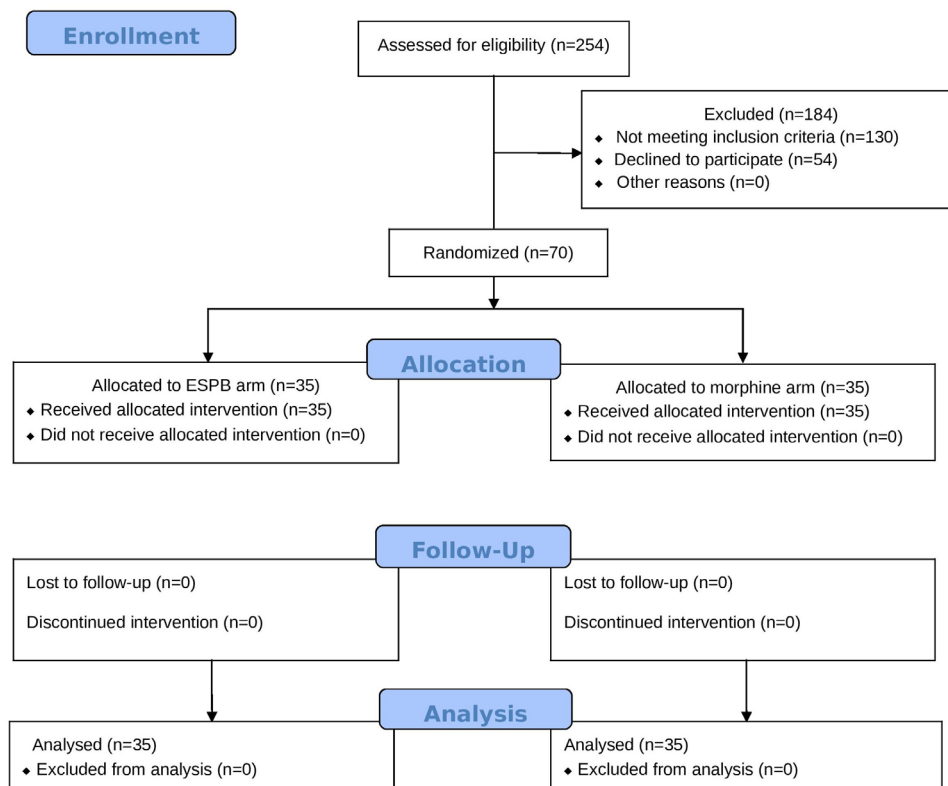 Enrollment
Assessed for eligibility (n=254)
Excluded (n=184)
◆ Not meeting inclusion criteria (n=130)
◆ Declined to participate (n=54)
◆ Other reasons (n=0)
Randomized (n=70)
Allocation
Allocated to ESPB arm (n=35)
◆ Received allocated intervention (n=35)
◆ Did not receive allocated intervention (n=0)
Allocated to morphine arm (n=35)
◆ Received allocated intervention (n=35)
◆ Did not receive allocated intervention (n=0)
Follow-Up
Lost to follow-up (n=0)
Discontinued intervention (n=0)
Lost to follow-up (n=0)
Discontinued intervention (n=0)
Analysis
Analysed (n=35)
◆ Excluded from analysis (n=0)
Analysed (n=35)
◆ Excluded from analysis (n=0)